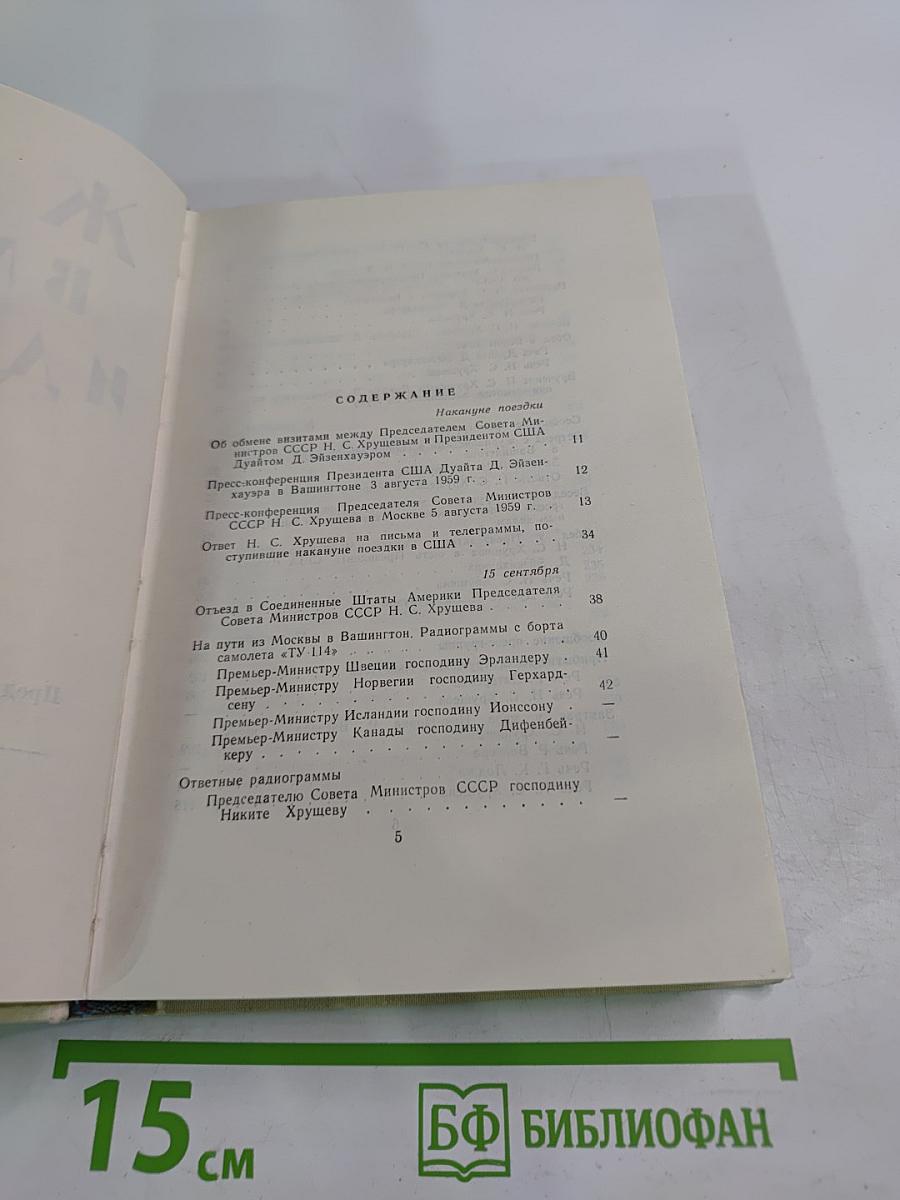 СОДЕРЖАНИЕ
Накануне поездки
Об обмене визитами между Председателем Совета Ми-
нистров СССР Н. С. Хрущевым и Президентом США
Дуайтом Д. Эйзенхауэром . . . . . . . . . . . 11
Пресс-конференция Президента США Дуайта Д. Эйзен-
хауэра в Вашингтоне 3 августа 1959 г. . . . . . 12
Пресс-конференция Председателя Совета Министров
СССР Н. С. Хрущева в Москве 5 августа 1959 г. . 13
Ответ Н. С. Хрущева на письма и телеграммы, по-
ступившие накануне поездки в США . . . . . . 34
15 сентября
Отъезд в Соединенные Штаты Америки Председателя
Совета Министров СССР Н. С. Хрущева . . . . . 38
На пути из Москвы в Вашингтон. Радиограммы с борта
самолета «ТУ-114» . . . . . . . . . . . . 40
Премьер-Министру Швеции господину Эрландеру . 41
Премьер-Министру Норвегии господину Герхард-
сену . . . . . . . . . . . . . . . 42
Премьер-Министру Исландии господину Ионссону . —
Премьер-Министру Канады господину Дифенбей-
керу . . . . . . . . . . . . . . . —
Ответные радиограммы
Председателю Совета Министров СССР господину
Никите Хрущеву . . . . . . . . . . . —
5
15 см
БФ БИБЛИОФАН